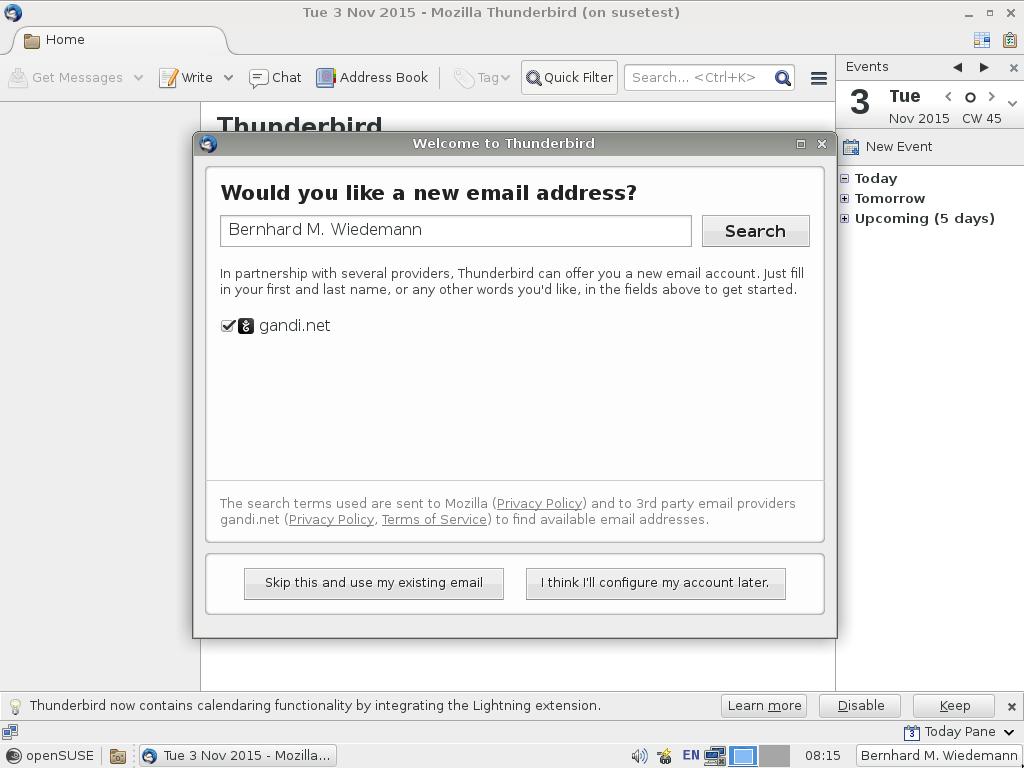 Tue 3 Nov 2015 - Mozilla Thunderbird (on susetest)
Home
Get Messages
Write
Chat
Address Book
Tag
Quick Filter
Search... <Ctrl+K>
Events
3
Tue
Nov 2015 CW 45
New Event
Today
Tomorrow
Upcoming (5 days)
Thunderbird
Welcome to Thunderbird
Would you like a new email address?
Bernhard M. Wiedemann
Search
In partnership with several providers, Thunderbird can offer you a new email account. Just fill
in your first and last name, or any other words you'd like, in the fields above to get started.
gandi.net
The search terms used are sent to Mozilla (Privacy Policy) and to 3rd party email providers
gandi.net (Privacy Policy, Terms of Service) to find available email addresses.
Skip this and use my existing email
I think I'll configure my account later.
Thunderbird now contains calendaring functionality by integrating the Lightning extension.
Learn more
Disable
Keep
3
Today Pane
openSUSE
Tue 3 Nov 2015 - Mozilla...
EN
08:15
Bernhard M. Wiedemann